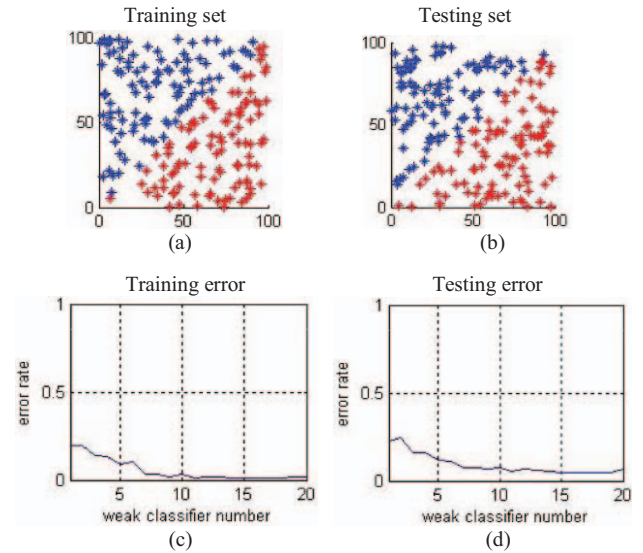 Training set
Testing set
100
50
0
0
50
100
100
50
0
0
50
100
(a)
(b)
Training error
Testing error
1
0.5
0
error rate
5
10
15
20
weak classifier number
1
0.5
0
error rate
5
10
15
20
weak classifier number
(c)
(d)